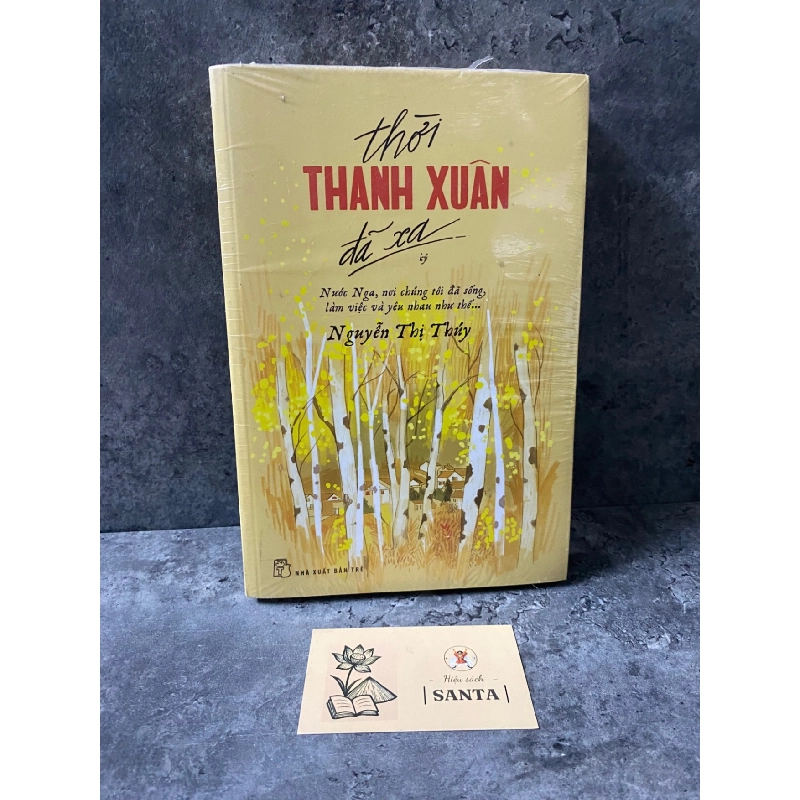 thời
THANH XUÂN
đã xa
ký
Nước Nga, nơi chúng tôi đã sống,
làm việc và yêu nhau như thế...
Nguyễn Thị Thúy
NHÀ XUẤT BẢN TRẺ
Hiệu sách
SANTA